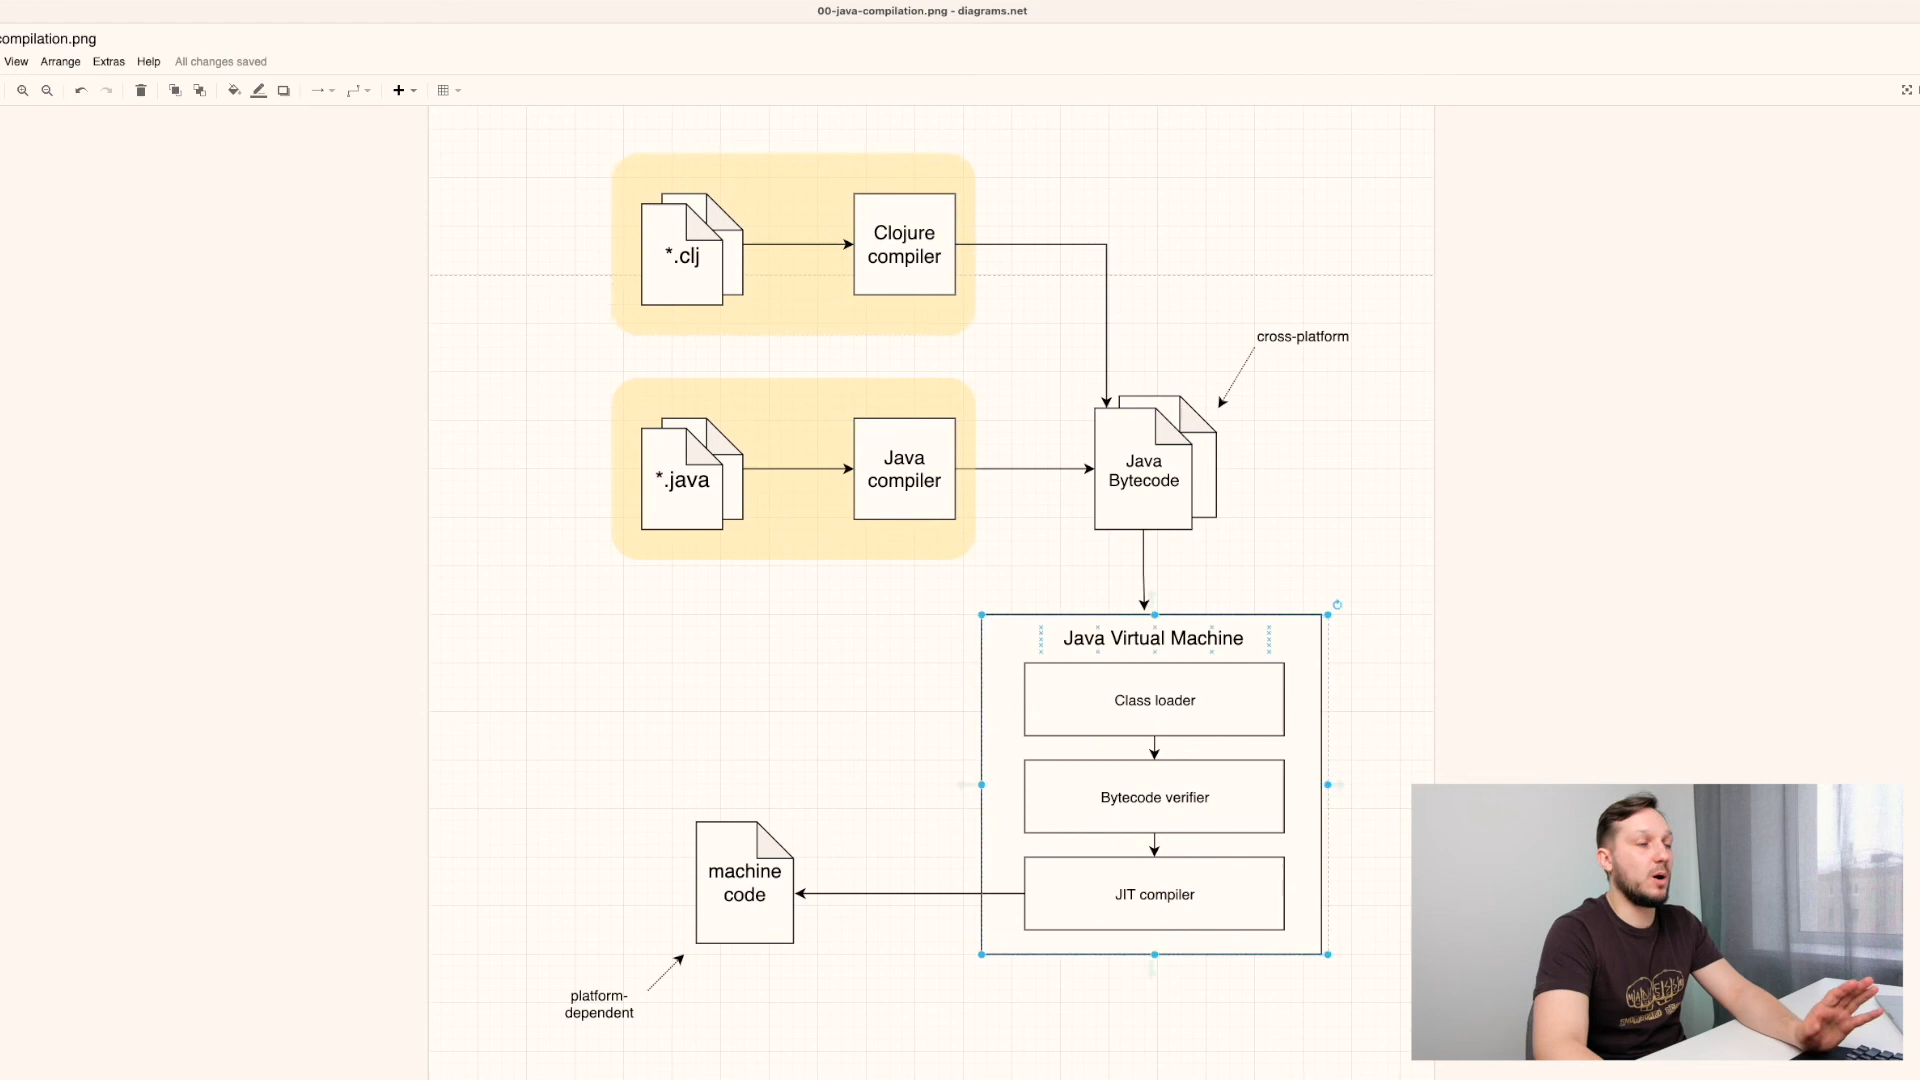 00-java-compilation.png - diagrams.net
compilation.png
View Arrange Extras Help All changes saved
*.clj
Clojure
compiler
cross-platform
*.java
Java
compiler
Java
Bytecode
Java Virtual Machine
Class loader
Bytecode verifier
JIT compiler
machine
code
platform-
dependent